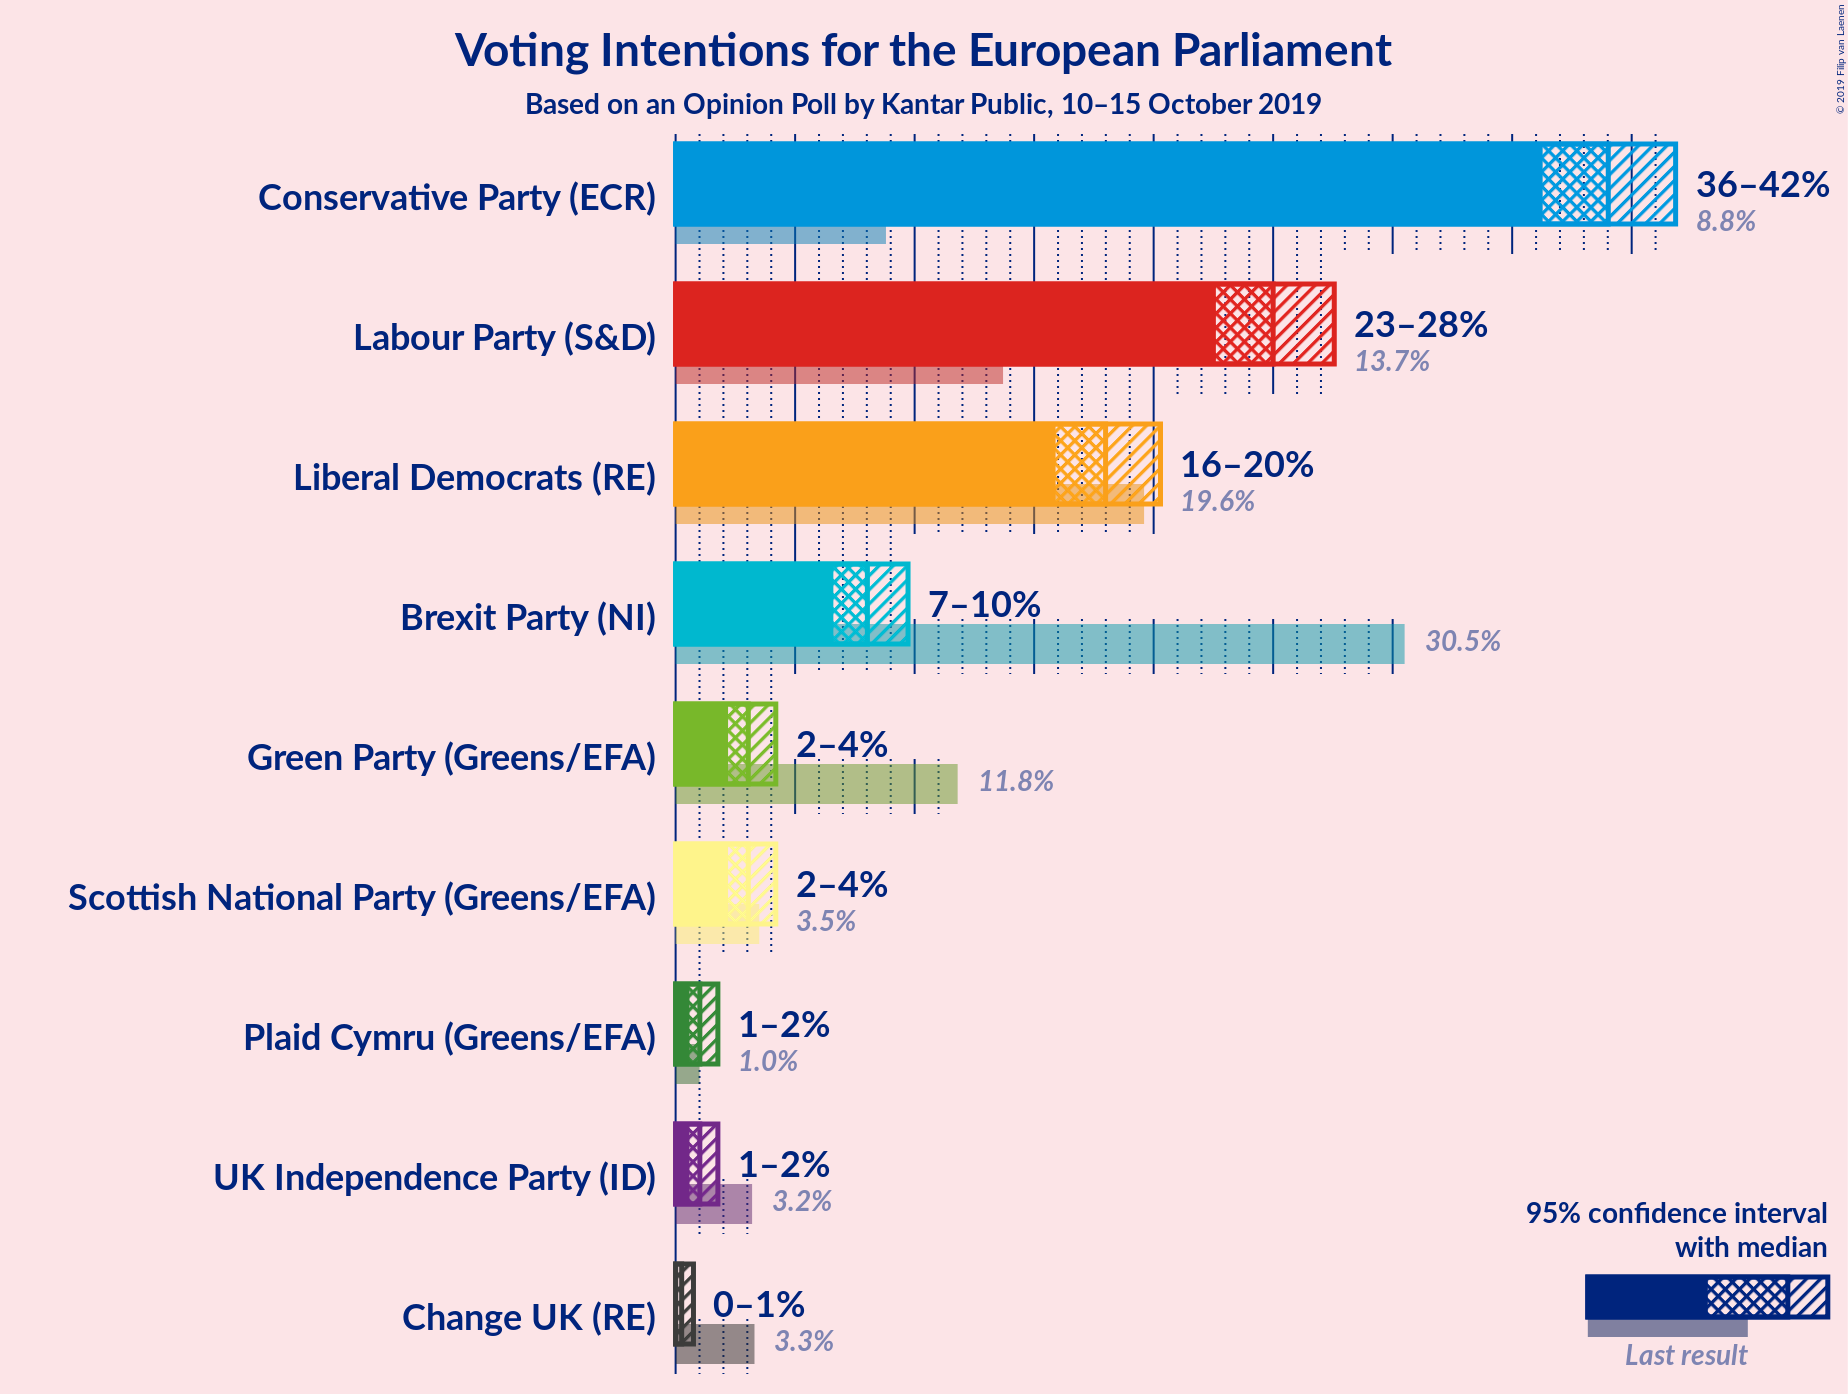 Voting Intentions for the European Parliament
Based on an Opinion Poll by Kantar Public, 10–15 October 2019
© 2019 Filip van Laenen
Conservative Party (ECR)
36–42%
8.8%
Labour Party (S&D)
23–28%
13.7%
Liberal Democrats (RE)
16–20%
19.6%
Brexit Party (NI)
7–10%
30.5%
Green Party (Greens/EFA)
2–4%
11.8%
Scottish National Party (Greens/EFA)
2–4%
3.5%
Plaid Cymru (Greens/EFA)
1–2%
1.0%
UK Independence Party (ID)
1–2%
3.2%
Change UK (RE)
0–1%
3.3%
95% confidence interval
with median
Last result